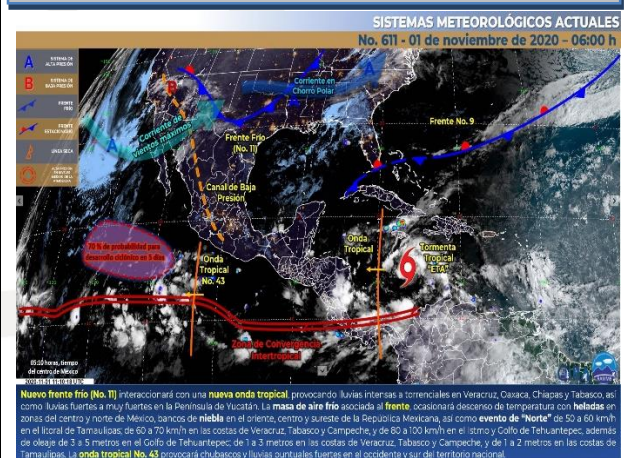 SISTEMAS METEOROLÓGICOS ACTUALES
No. 611 - 01 de noviembre de 2020 – 06:00 h
A SISTEMA DE ALTA PRESIÓN
B SISTEMA DE BAJA PRESIÓN
FRENTE FRÍO
FRENTE ESTACIONARIO
LÍNEA SECA
A
B
A
Corriente en
Chorro Polar
Corriente de
vientos máximos
Frente Frío
(No. 11)
Frente No. 9
Canal de Baja
Presión
70 % de probabilidad para
desarrollo ciclónico en 5 días
Onda
Tropical
No. 43
Onda
Tropical
Tormenta
Tropical
"ETA"
Zona de Convergencia
Intertropical
05:00 horas, tiempo
del centro de México
Nuevo frente frío (No. 11) interaccionará con una nueva onda tropical, provocando lluvias intensas a torrenciales en Veracruz, Oaxaca, Chiapas y Tabasco, así
como lluvias fuertes a muy fuertes en la Península de Yucatán. La masa de aire frío asociada al frente, ocasionará descenso de temperatura con heladas en
zonas del centro y norte de México, bancos de niebla en el oriente, centro y sureste de la República Mexicana, así como evento de "Norte" de 50 a 60 km/h
en el litoral de Tamaulipas; de 60 a 70 km/h en las costas de Veracruz, Tabasco y Campeche, y de 80 a 100 km/h en el Istmo y Golfo de Tehuantepec, además
de oleaje de 3 a 5 metros en el Golfo de Tehuantepec; de 1 a 3 metros en las costas de Veracruz, Tabasco y Campeche, y de 1 a 2 metros en las costas de
Tamaulipas. La onda tropical No. 43 provocará chubascos y lluvias puntuales fuertes en el occidente y sur del territorio nacional.